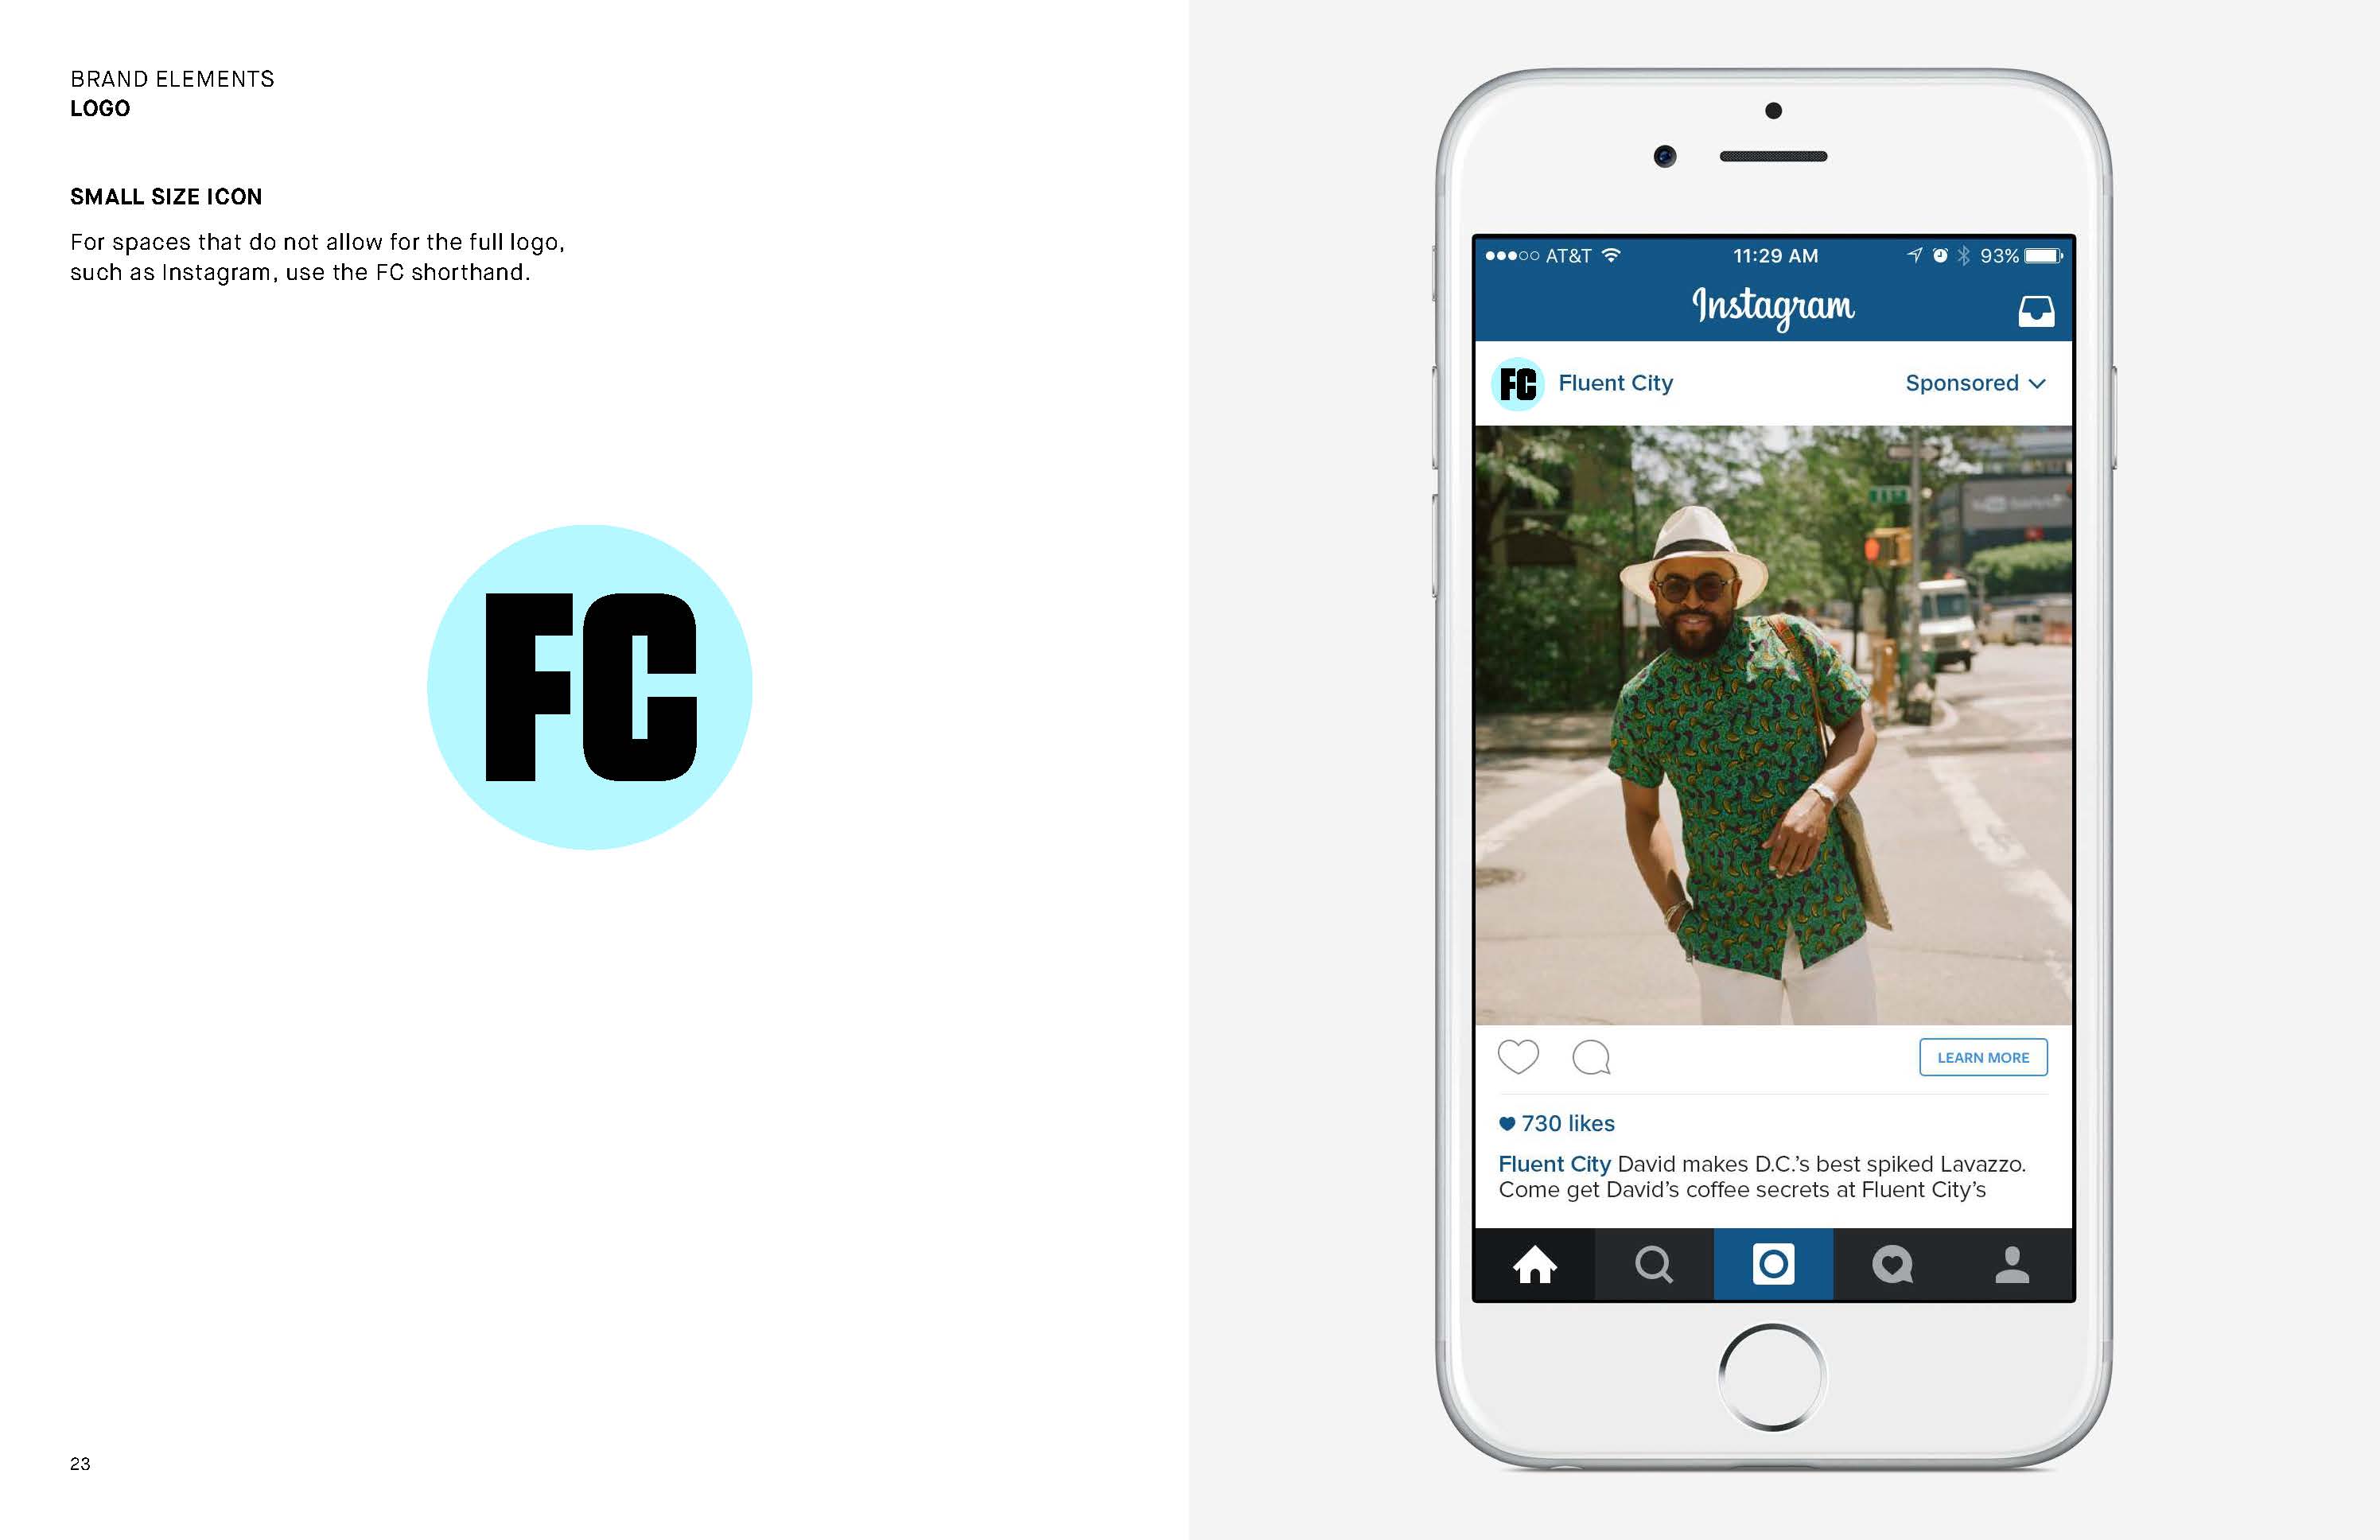 BRAND ELEMENTS
LOGO
SMALL SIZE ICON
For spaces that do not allow for the full logo,
such as Instagram, use the FC shorthand.
FC
23
AT&T 11:29 AM 93%
Instagram
FC Fluent City Sponsored
LEARN MORE
730 likes
Fluent City David makes D.C.’s best spiked Lavazzo.
Come get David’s coffee secrets at Fluent City’s